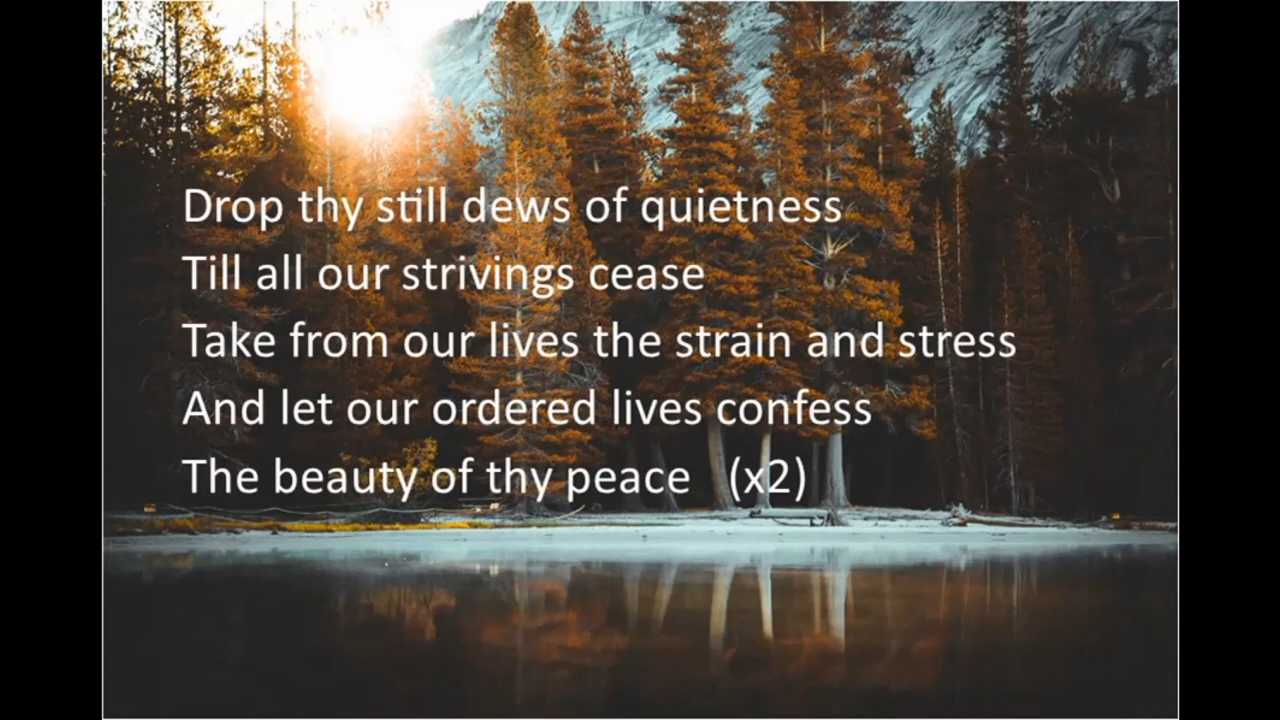 Drop thy still dews of quietness
Till all our strivings cease
Take from our lives the strain and stress
And let our ordered lives confess
The beauty of thy peace (x2)